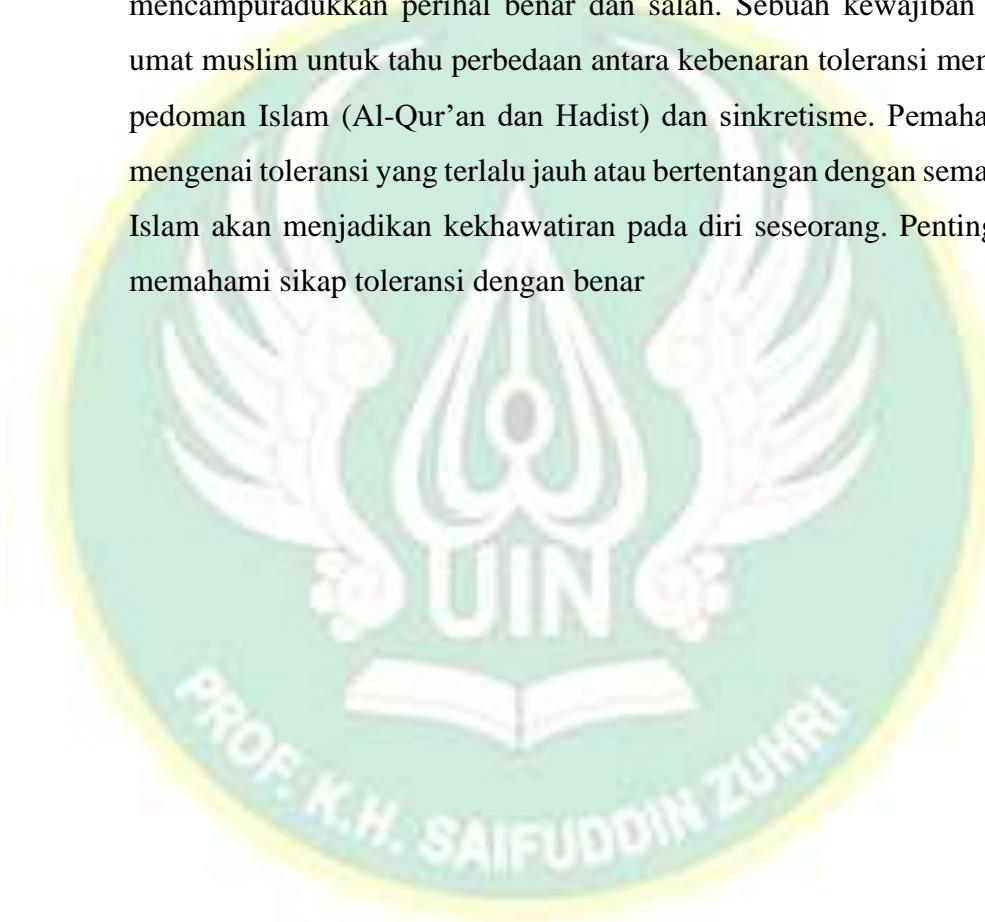 mencampuradukkan perihal benar dan salah. Sebuah kewajiban
umat muslim untuk tahu perbedaan antara kebenaran toleransi men
pedoman Islam (Al-Qur’an dan Hadist) dan sinkretisme. Pemaha
mengenai toleransi yang terlalu jauh atau bertentangan dengan sema
Islam akan menjadikan kekhawatiran pada diri seseorang. Penting
memahami sikap toleransi dengan benar
UIN
PROF. K.H. SAIFUDDIN ZUHRI